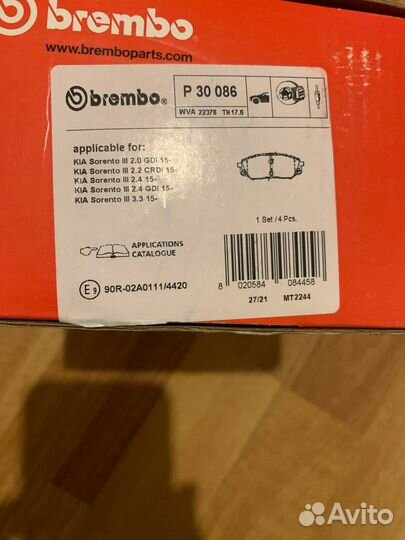 brembo
www.bremboparts.com
brembo®
P 30 086
WVA 22378 TH 17.6
applicable for:
KIA Sorento III 2.0 GDI 15-
KIA Sorento III 2.2 CRDI 15-
KIA Sorento III 2.4 15-
KIA Sorento III 2.4 GDI 15-
KIA Sorento III 3.3 15-
1 Set / 4 Pcs.
APPLICATIONS
CATALOGUE
E9 90R-02A0111/4420
8 020584 084458
27/21 MT2244
brembo
Avito